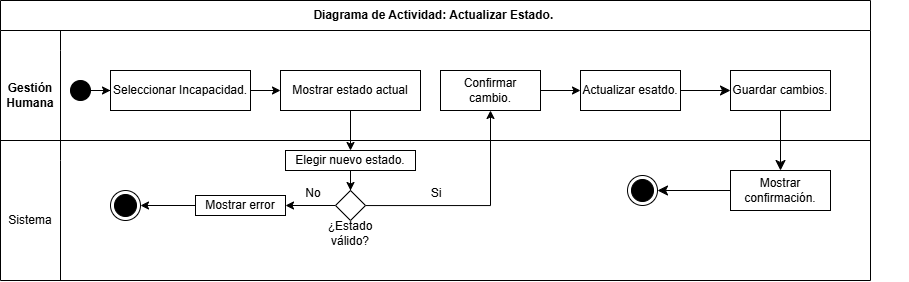 Diagrama de Actividad: Actualizar Estado.
Gestión
Humana
Seleccionar Incapacidad.
Mostrar estado actual
Confirmar
cambio.
Actualizar esatdo.
Guardar cambios.
Sistema
Elegir nuevo estado.
Mostrar error
No
Si
¿Estado
válido?
Mostrar
confirmación.